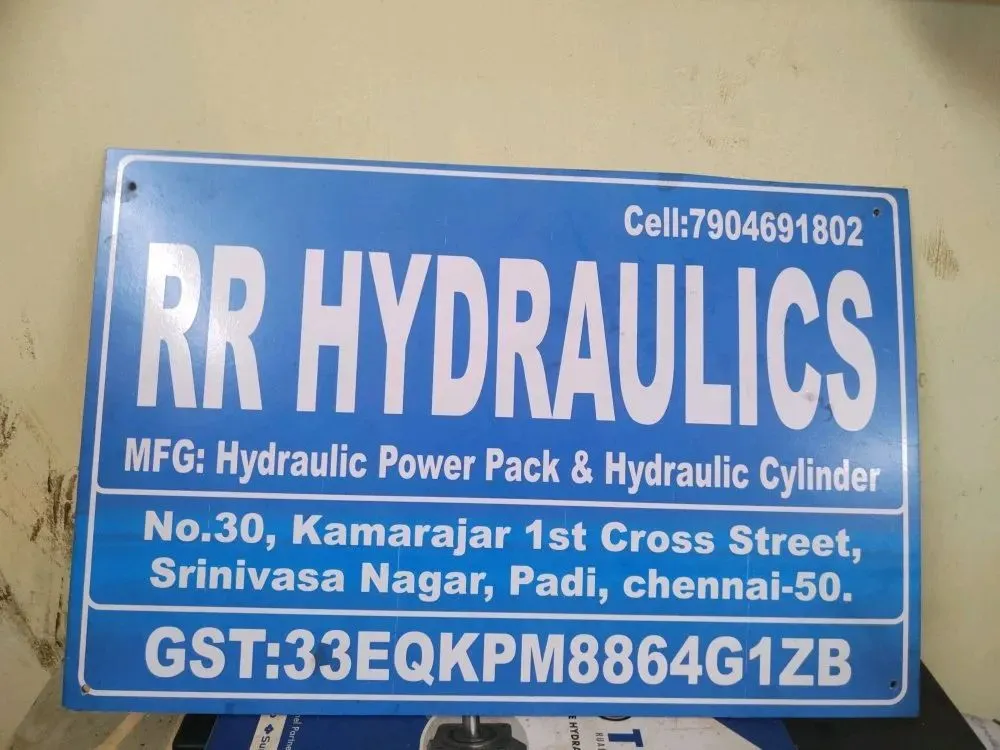 Cell:7904691802
RR HYDRAULICS
MFG: Hydraulic Power Pack & Hydraulic Cylinder
No.30, Kamarajar 1st Cross Street,
Srinivasa Nagar, Padi, chennai-50.
GST:33EQKPM8864G1ZB